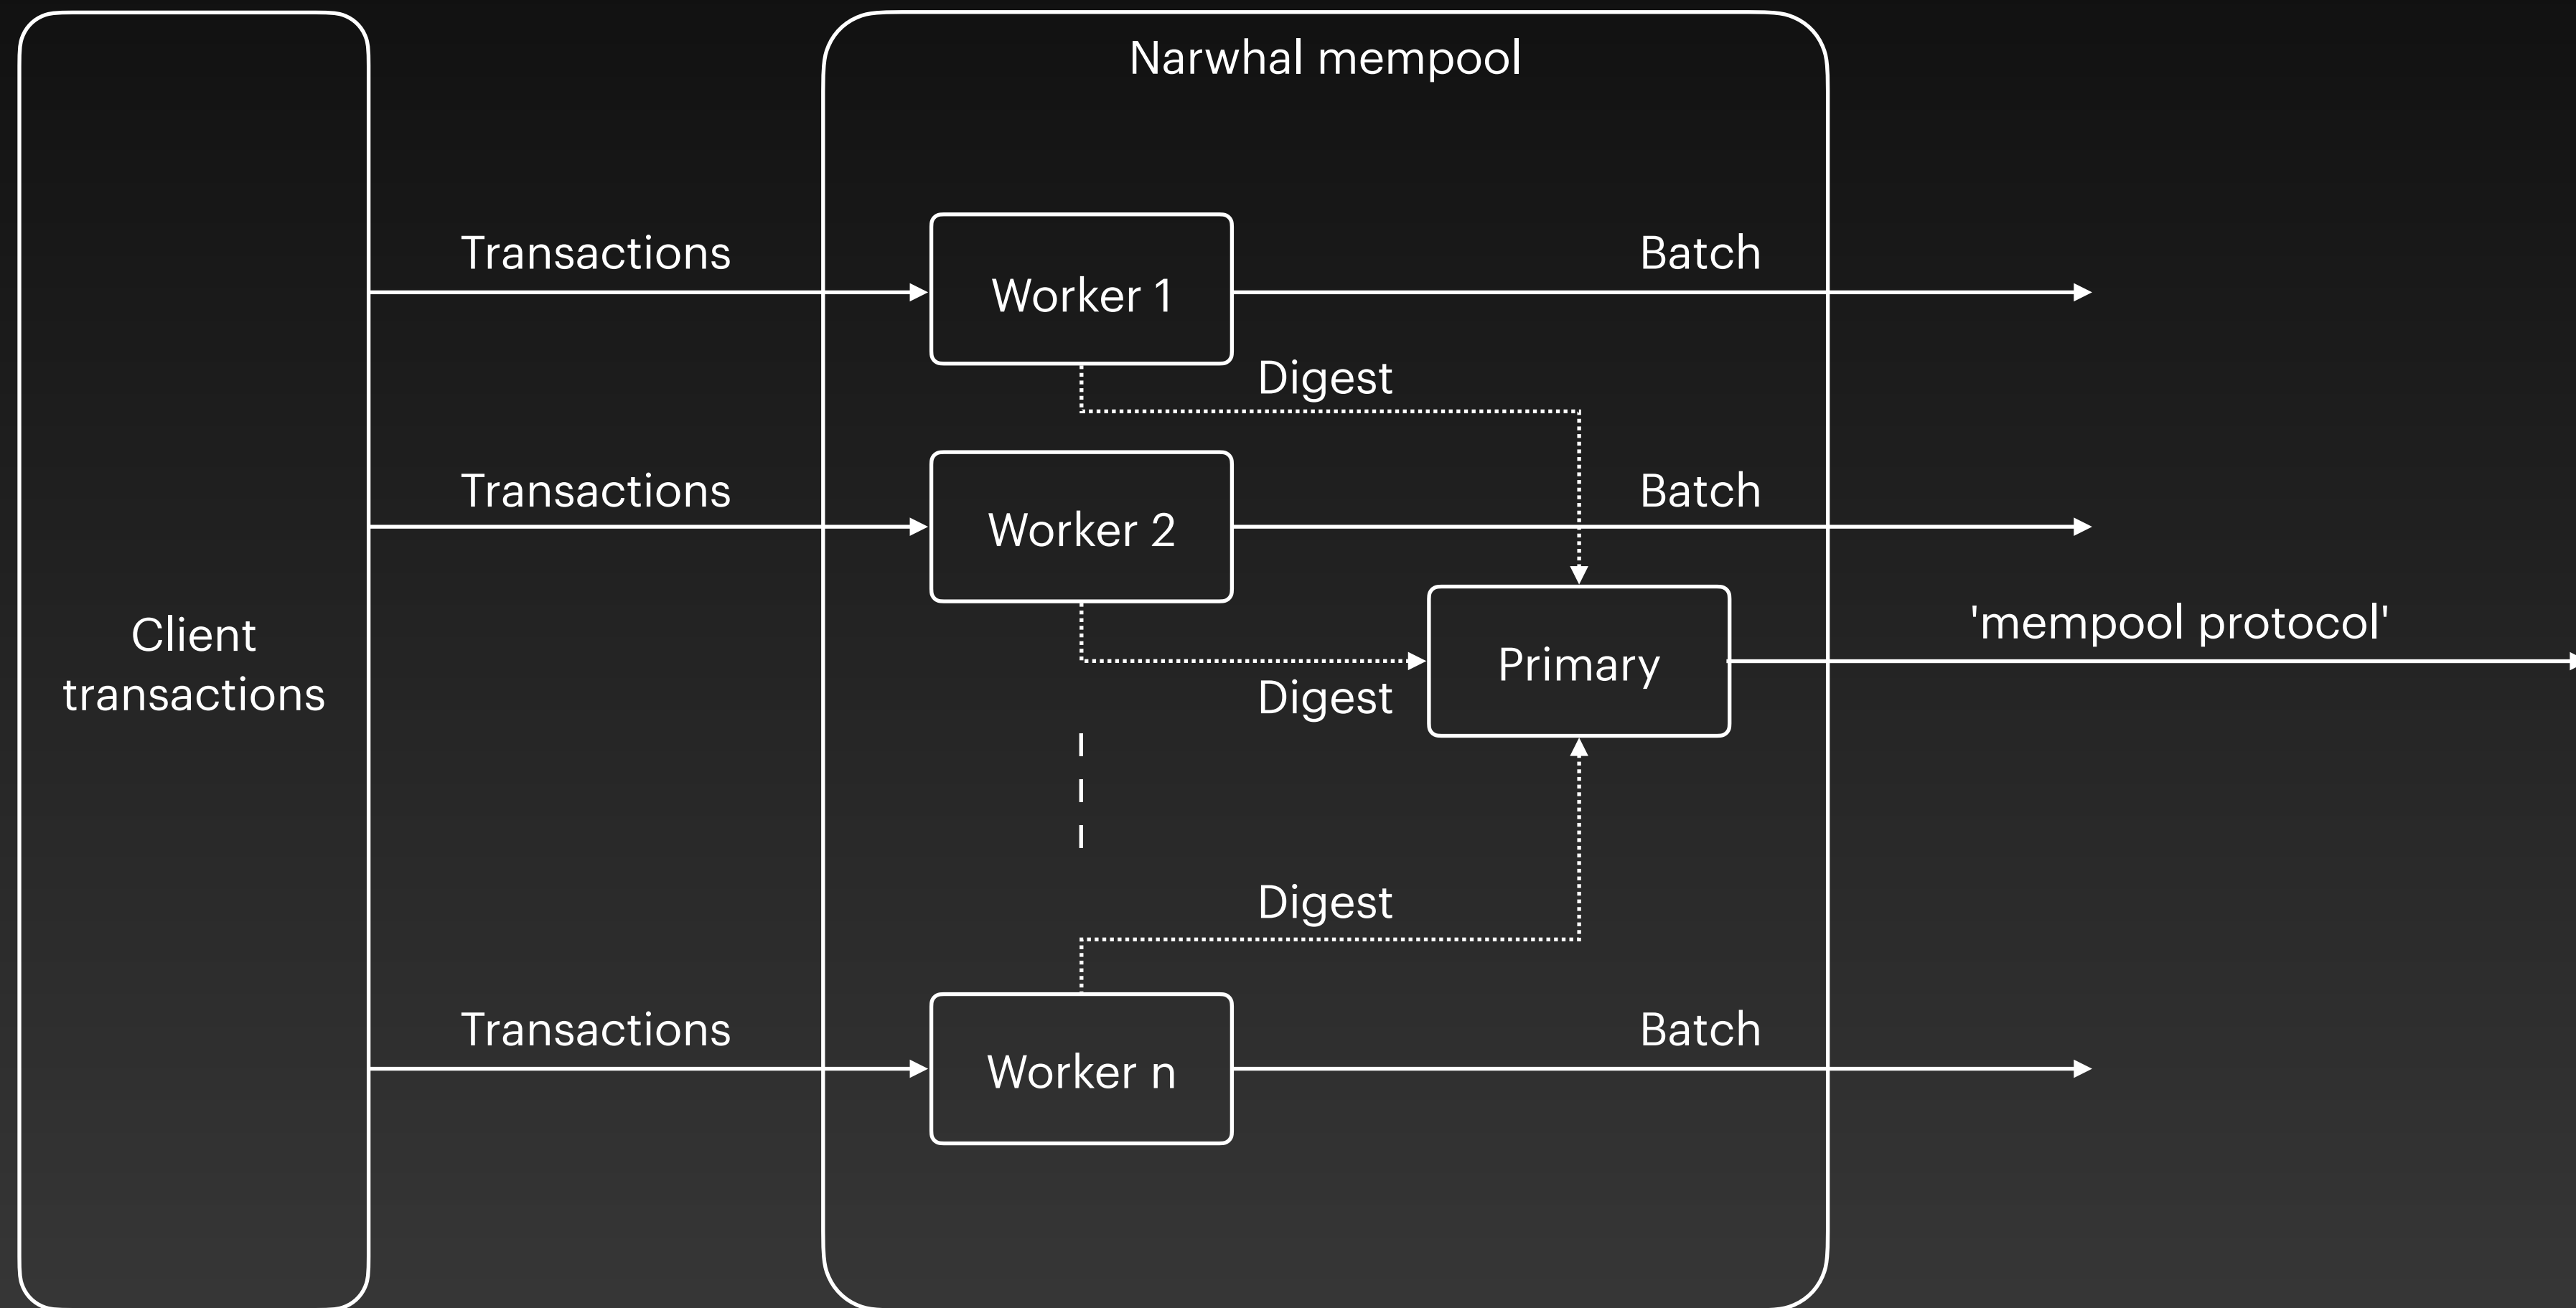 Narwhal mempool
Transactions
Worker 1
Batch
Digest
Transactions
Worker 2
Batch
Client
transactions
Digest
Primary
'mempool protocol'
Digest
Transactions
Worker n
Batch